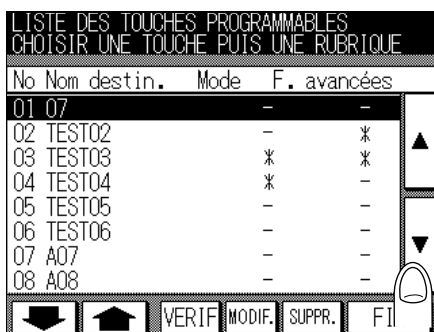 LISTE DES TOUCHES PROGRAMMABLES
CHOISIR UNE TOUCHE PUIS UNE RUBRIQUE
No Nom destin. Mode F. avancées
01 07 - -
02 TEST02 - *
03 TEST03 * *
04 TEST04 * -
05 TEST05 - -
06 TEST06 - -
07 A07 - -
08 A08 - -
VERIF MODIF. SUPPR. FI